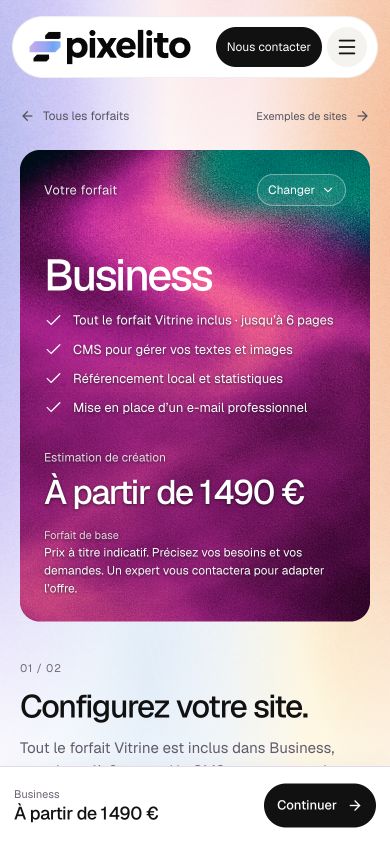 pixelito
Nous contacter
Tous les forfaits
Exemples de sites
Votre forfait
Changer
Business
Tout le forfait Vitrine inclus · jusqu'à 6 pages
CMS pour gérer vos textes et images
Référencement local et statistiques
Mise en place d'un e-mail professionnel
Estimation de création
À partir de 1 490 €
Forfait de base
Prix à titre indicatif. Précisez vos besoins et vos
demandes. Un expert vous contactera pour adapter
l'offre.
01 / 02
Configurez votre site.
Tout le forfait Vitrine est inclus dans Business,
Business
À partir de 1 490 €
Continuer